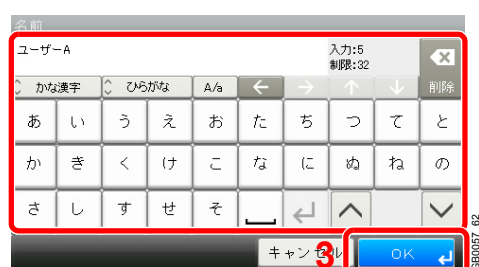 名前
ユーザーA
入力:5
制限:32
かな漢字 ひらがな A/a ← → ↑ ↓ 削除
あ い う え お た ち つ て と
か き く け こ な に ぬ ね の
さ し す せ そ
キャンセル OK
3
GB0057_62